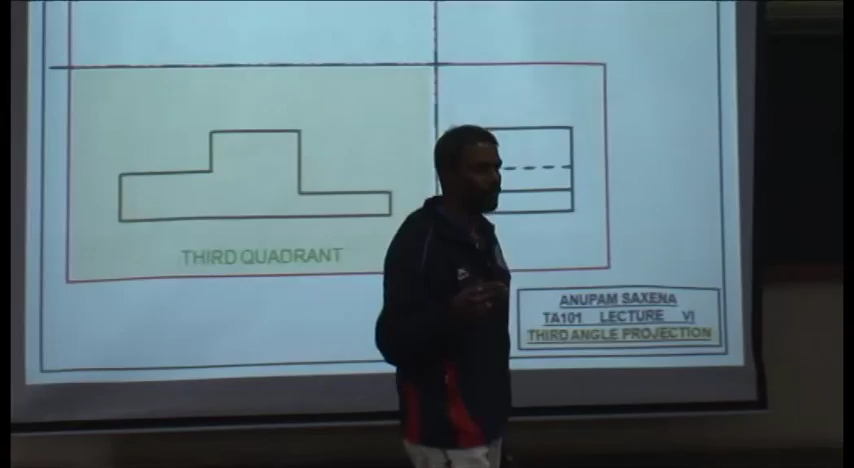 THIRD QUADRANT
ANUPAM SAXENA
TA101 LECTURE VI
THIRD ANGLE PROJECTION